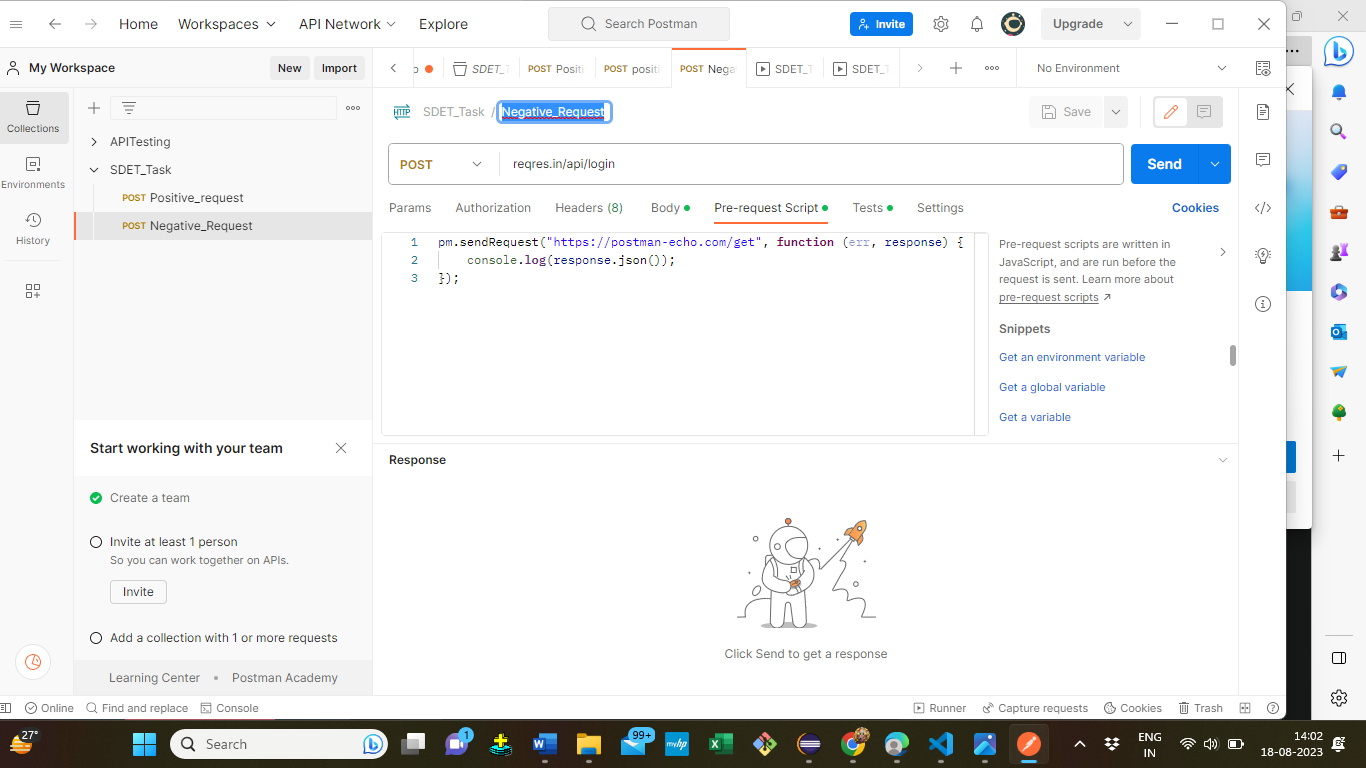 Home
Workspaces
API Network
Explore
Search Postman
Invite
Upgrade
My Workspace
New
Import
SDET_T
POST Posit
POST positi
POST Nega
SDET_T
SDET_T
No Environment
Collections
Environments
History
APITesting
SDET_Task
POST Positive_request
POST Negative_Request
HTTP
SDET_Task / Negative_Request
Save
POST
reqres.in/api/login
Send
Params
Authorization
Headers (8)
Body
Pre-request Script
Tests
Settings
Cookies
1 pm.sendRequest("https://postman-echo.com/get", function (err, response) {
2 console.log(response.json());
3 });
Pre-request scripts are written in
JavaScript, and are run before the
request is sent. Learn more about
pre-request scripts ↗
Snippets
Get an environment variable
Get a global variable
Get a variable
Start working with your team
Create a team
Invite at least 1 person
So you can work together on APIs.
Invite
Add a collection with 1 or more requests
Learning Center
Postman Academy
Response
Click Send to get a response
Online
Find and replace
Console
Runner
Capture requests
Cookies
Trash
27°
Search
1
99+
ENG
IN
14:02
18-08-2023